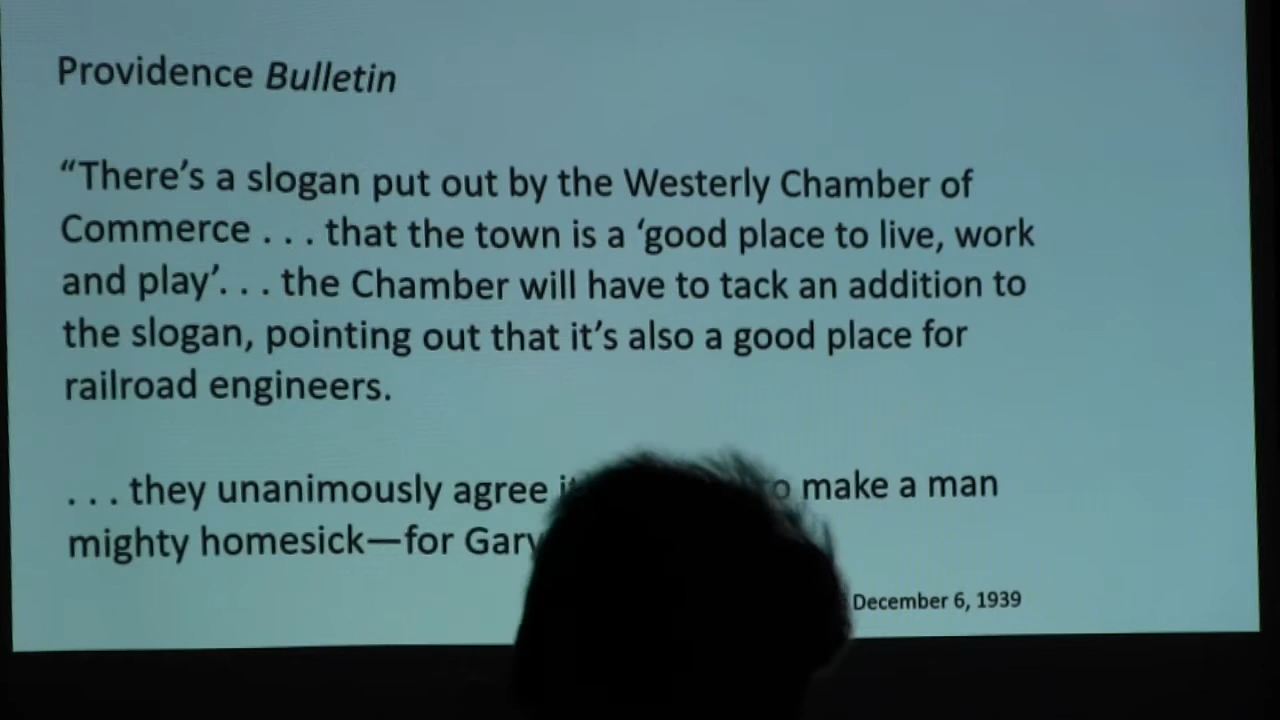 Providence Bulletin
“There’s a slogan put out by the Westerly Chamber of
Commerce . . . that the town is a ‘good place to live, work
and play’. . . the Chamber will have to tack an addition to
the slogan, pointing out that it’s also a good place for
railroad engineers.
. . . they unanimously agree make a man
mighty homesick—for Gary
December 6, 1939